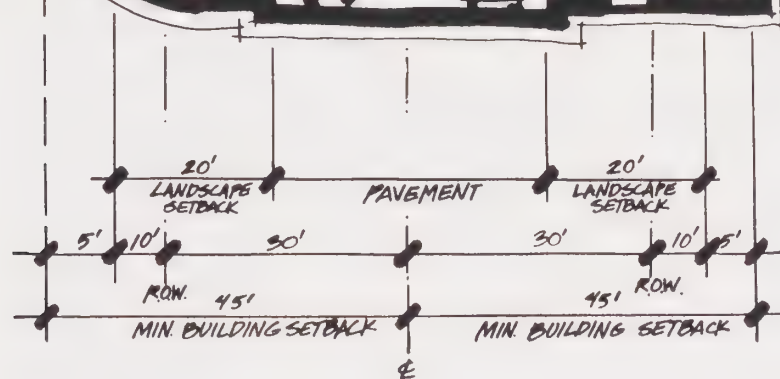 20' 20'
LANDSCAPE PAVEMENT LANDSCAPE
SETBACK SETBACK
5' 10' 30' 30' 10' 5'
R.O.W. 45' 45' R.O.W.
MIN. BUILDING SETBACK MIN. BUILDING SETBACK
℄